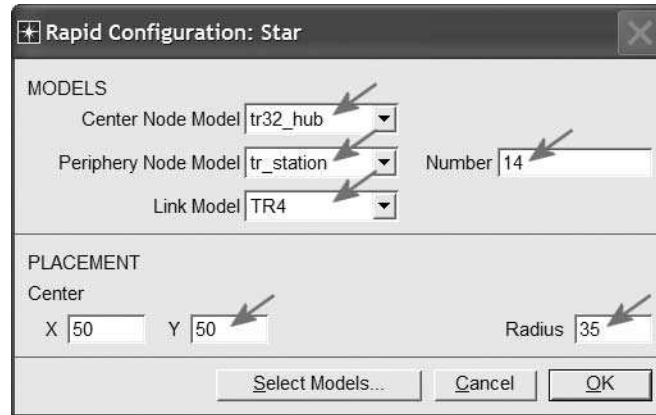 Rapid Configuration: Star
MODELS
Center Node Model tr32_hub
Periphery Node Model tr_station Number 14
Link Model TR4
PLACEMENT
Center
X 50 Y 50 Radius 35
Select Models... Cancel OK